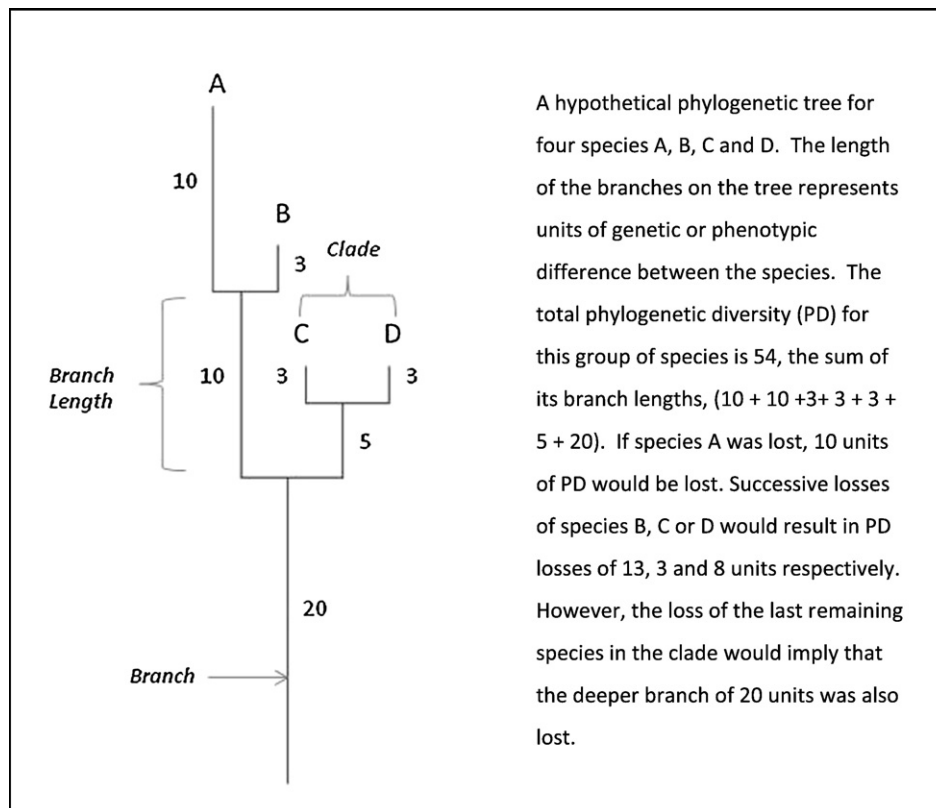 A
10
B
3
Clade
C
D
Branch
Length
10
3
3
5
20
Branch
A hypothetical phylogenetic tree for
four species A, B, C and D. The length
of the branches on the tree represents
units of genetic or phenotypic
difference between the species. The
total phylogenetic diversity (PD) for
this group of species is 54, the sum of
its branch lengths, (10 + 10 +3+ 3 + 3 +
5 + 20). If species A was lost, 10 units
of PD would be lost. Successive losses
of species B, C or D would result in PD
losses of 13, 3 and 8 units respectively.
However, the loss of the last remaining
species in the clade would imply that
the deeper branch of 20 units was also
lost.